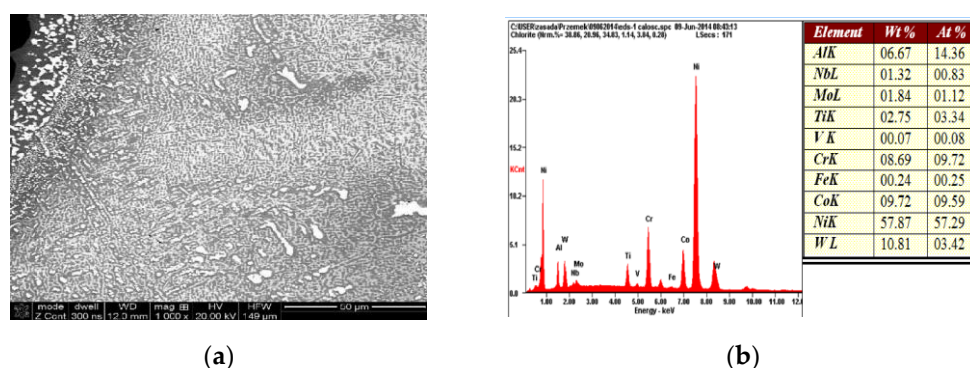 C:\USER\zasada\Przemek\09062014\eds-1 calosc.spc 09-Jun-2014 08:43:13
LSecs : 171
25.4
20.3
15.2
10.2
5.1
0.0
KCnt
Ni
Cr
Ti
Al
W
Nb
Mo
Ti
V
Cr
Fe
Co
Ni
W
1.00 2.00 3.00 4.00 5.00 6.00 7.00 8.00 9.00 10.00 11.00
Energy - keV
Element Wt % At %
AlK 06.67 14.36
NbL 01.32 00.83
MoL 01.84 01.12
TiK 02.75 03.34
V K 00.07 00.08
CrK 08.69 09.72
FeK 00.24 00.25
CoK 09.72 09.59
NiK 57.87 57.29
W L 10.81 03.42
mode dwell WD mag HV HFW 50 µm
Z Cont 300 ns 12.0 mm 1 000 x 20.00 kV 149 µm
(a) (b)